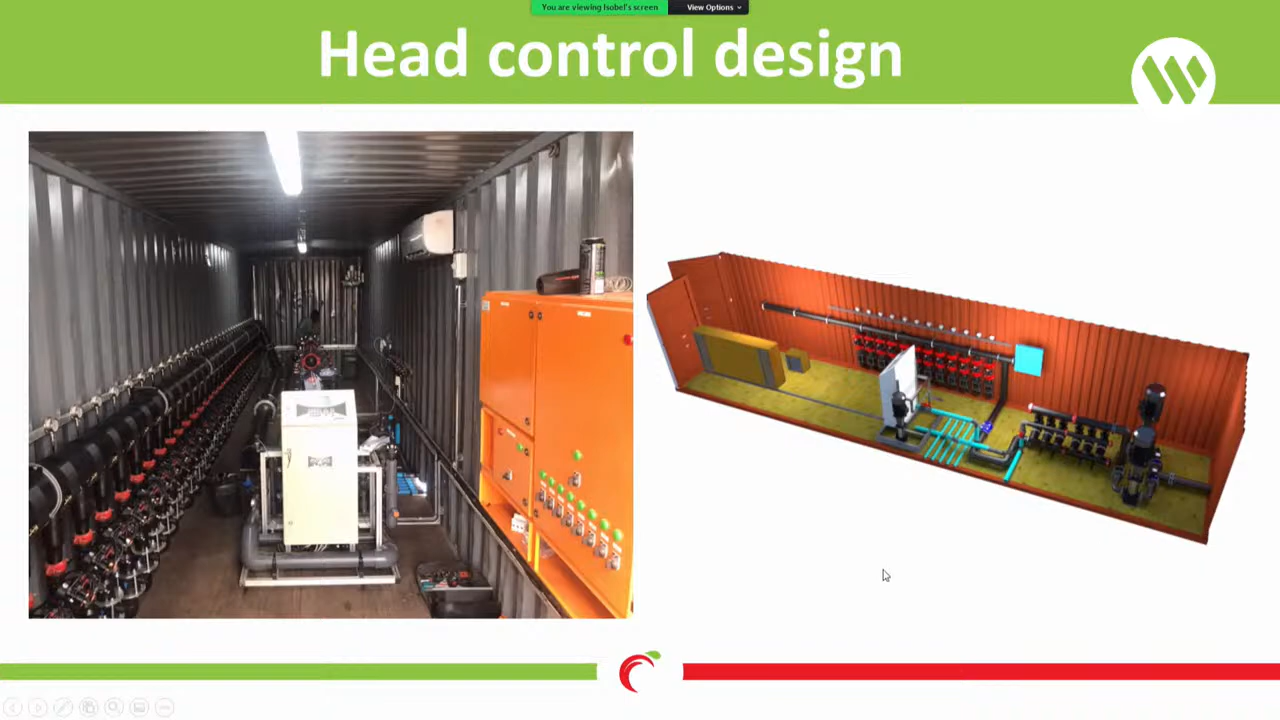 You are viewing Isobel's screen
View Options
Head control design